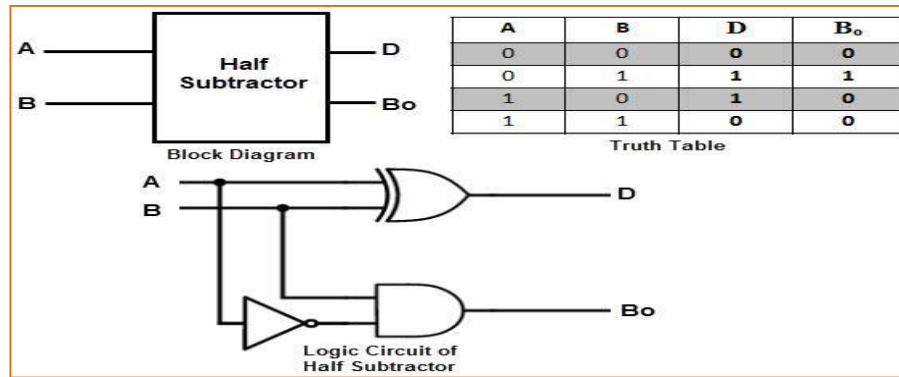 A
B
Half
Subtractor
D
Bo
Block Diagram
A B D Bₒ
0 0 0 0
0 1 1 1
1 0 1 0
1 1 0 0
Truth Table
A
B
D
Bo
Logic Circuit of
Half Subtractor